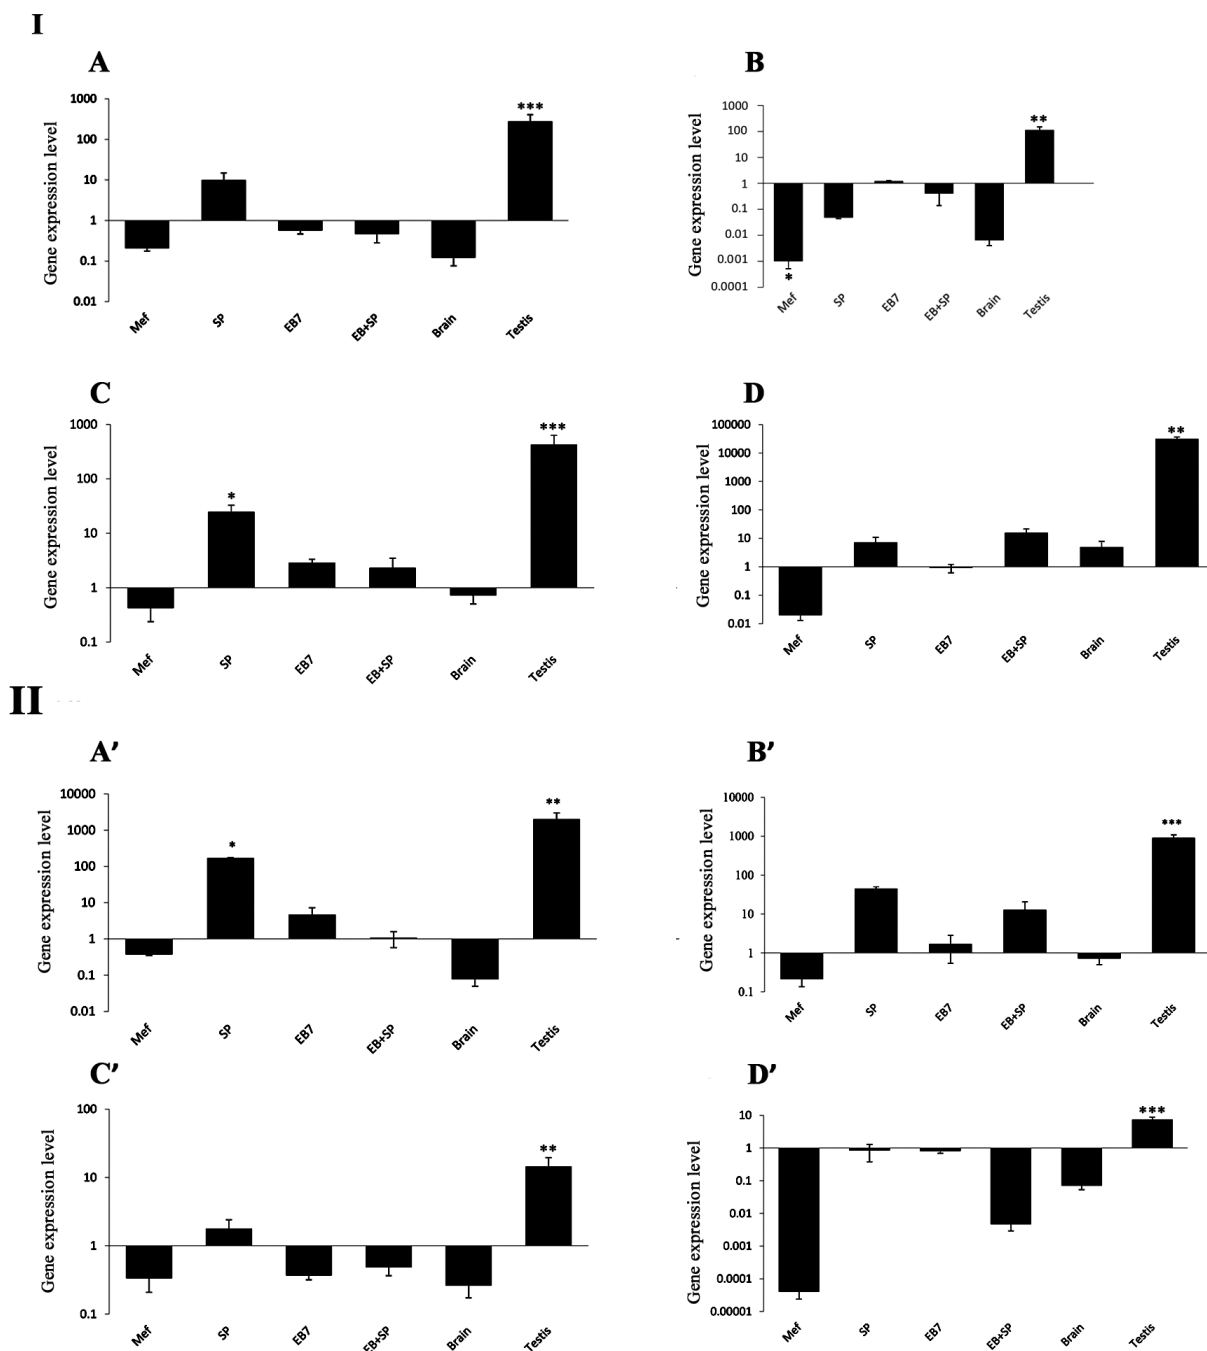 I
A
Gene expression level
1000
100
10
1
0.1
0.01
***
Mef SP EB7 EB+SP Brain Testis
B
Gene expression level
1000
100
10
1
0.1
0.01
0.001
0.0001
**
*
Mef SP EB7 EB+SP Brain Testis
C
Gene expression level
1000
100
10
1
0.1
*
***
Mef SP EB7 EB+SP Brain Testis
D
Gene expression level
100000
10000
1000
100
10
1
0.1
0.01
**
Mef SP EB7 EB+SP Brain Testis
II
A′
Gene expression level
10000
1000
100
10
1
0.1
0.01
*
**
Mef SP EB7 EB+SP Brain Testis
B′
Gene expression level
10000
1000
100
10
1
0.1
***
Mef SP EB7 EB+SP Brain Testis
C′
Gene expression level
100
10
1
0.1
**
Mef SP EB7 EB+SP Brain Testis
D′
Gene expression level
10
1
0.1
0.01
0.001
0.0001
0.00001
***
Mef SP EB7 EB+SP Brain Testis